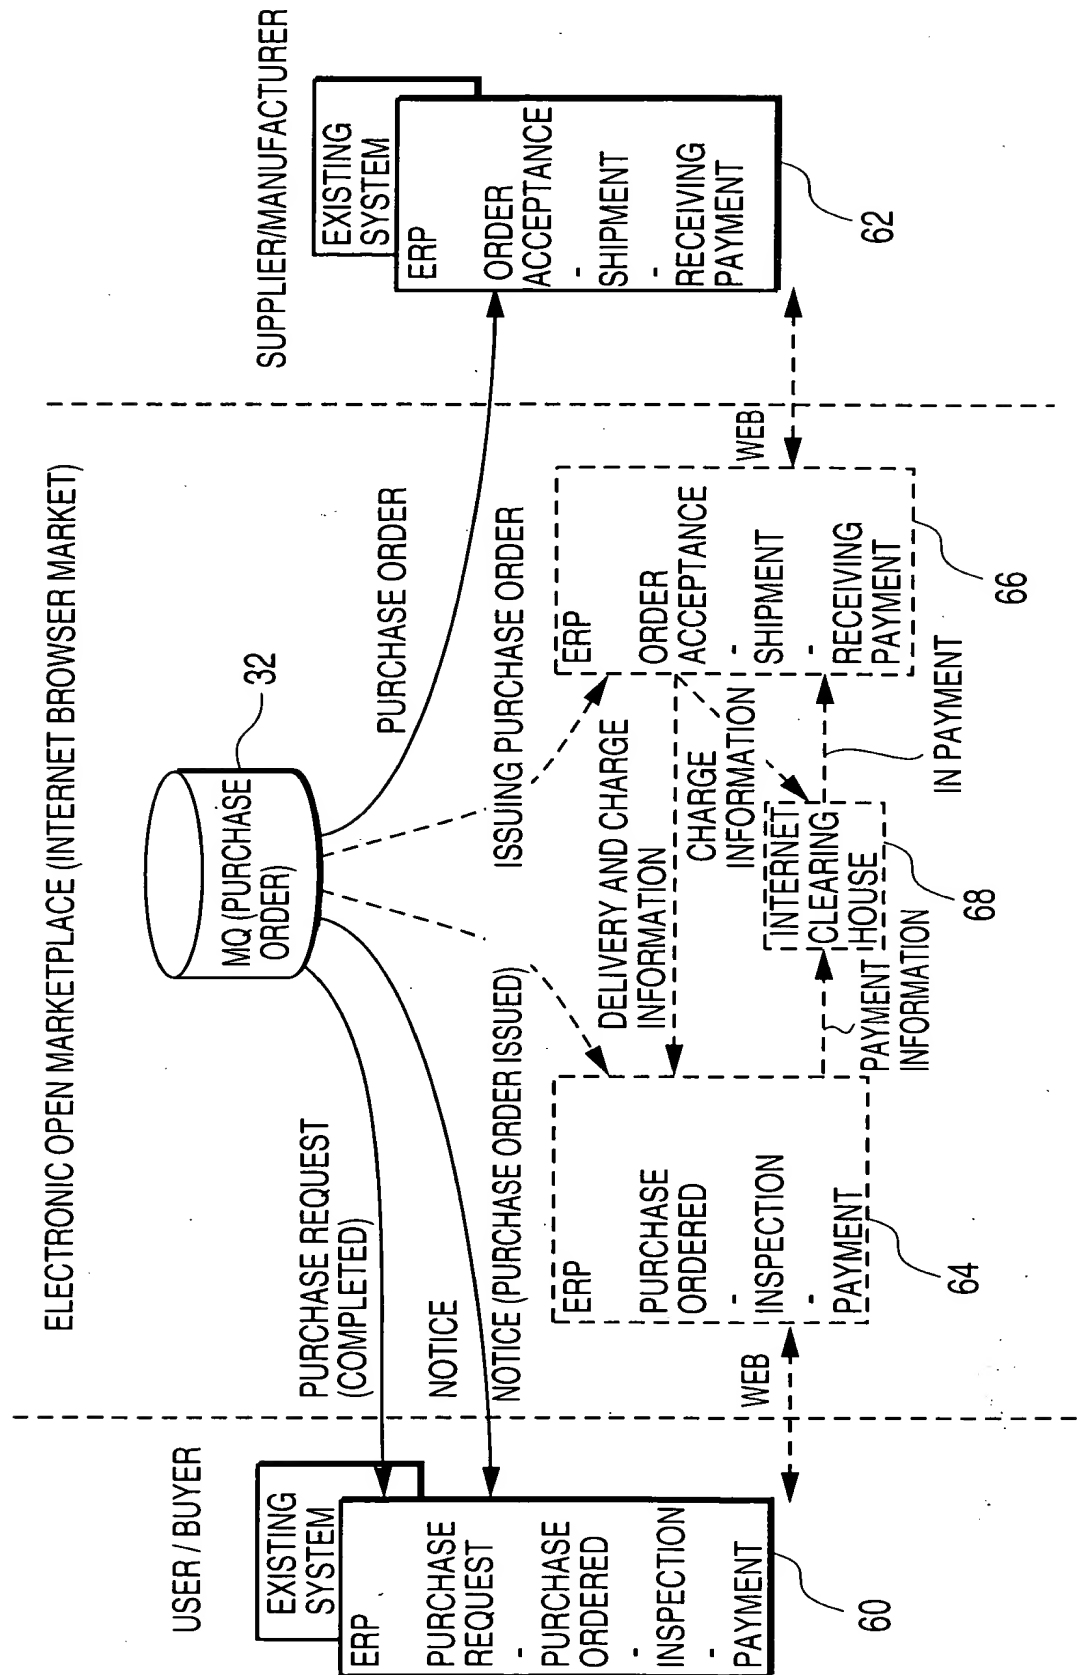 ELECTRONIC OPEN MARKETPLACE (INTERNET BROWSER MARKET)
USER / BUYER
EXISTING
SYSTEM
ERP
PURCHASE
REQUEST
-
PURCHASE
ORDERED
-
INSPECTION
-
PAYMENT
60
PURCHASE REQUEST
(COMPLETED)
NOTICE
NOTICE (PURCHASE ORDER ISSUED)
WEB
MQ (PURCHASE
ORDER)
32
PURCHASE ORDER
ISSUING PURCHASE ORDER
ERP
PURCHASE
ORDERED
-
INSPECTION
-
PAYMENT
64
DELIVERY AND CHARGE
INFORMATION
CHARGE
INFORMATION
INTERNET
CLEARING
HOUSE
68
PAYMENT
INFORMATION
IN PAYMENT
ERP
ORDER
ACCEPTANCE
-
SHIPMENT
-
RECEIVING
PAYMENT
66
WEB
SUPPLIER/MANUFACTURER
EXISTING
SYSTEM
ERP
ORDER
ACCEPTANCE
-
SHIPMENT
-
RECEIVING
PAYMENT
62